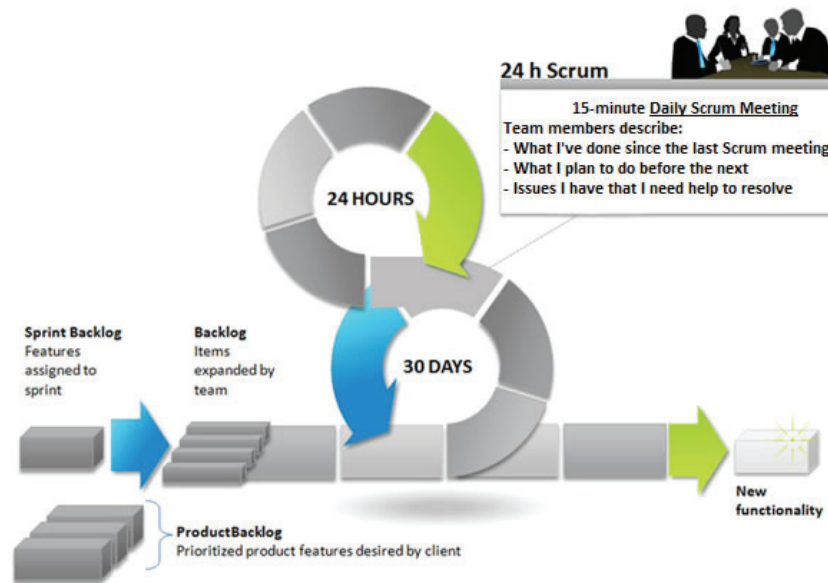 24 h Scrum
15-minute Daily Scrum Meeting
Team members describe:
- What I've done since the last Scrum meeting
- What I plan to do before the next
- Issues I have that I need help to resolve
24 HOURS
30 DAYS
Sprint Backlog
Features
assigned to
sprint
Backlog
Items
expanded by
team
New
functionality
ProductBacklog
Prioritized product features desired by client